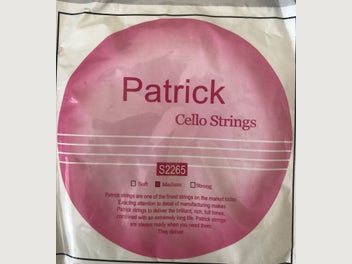 Patrick
Cello Strings
S2265
Soft Medium Strong
Patrick strings are one of the finest strings on the market today
Exacting attention to detail of manufacturing makes
Patrick strings to deliver the brilliant, rich, full tones,
combined with an extremely long life. Patrick strings
are always ready when you need them.
They deliver.